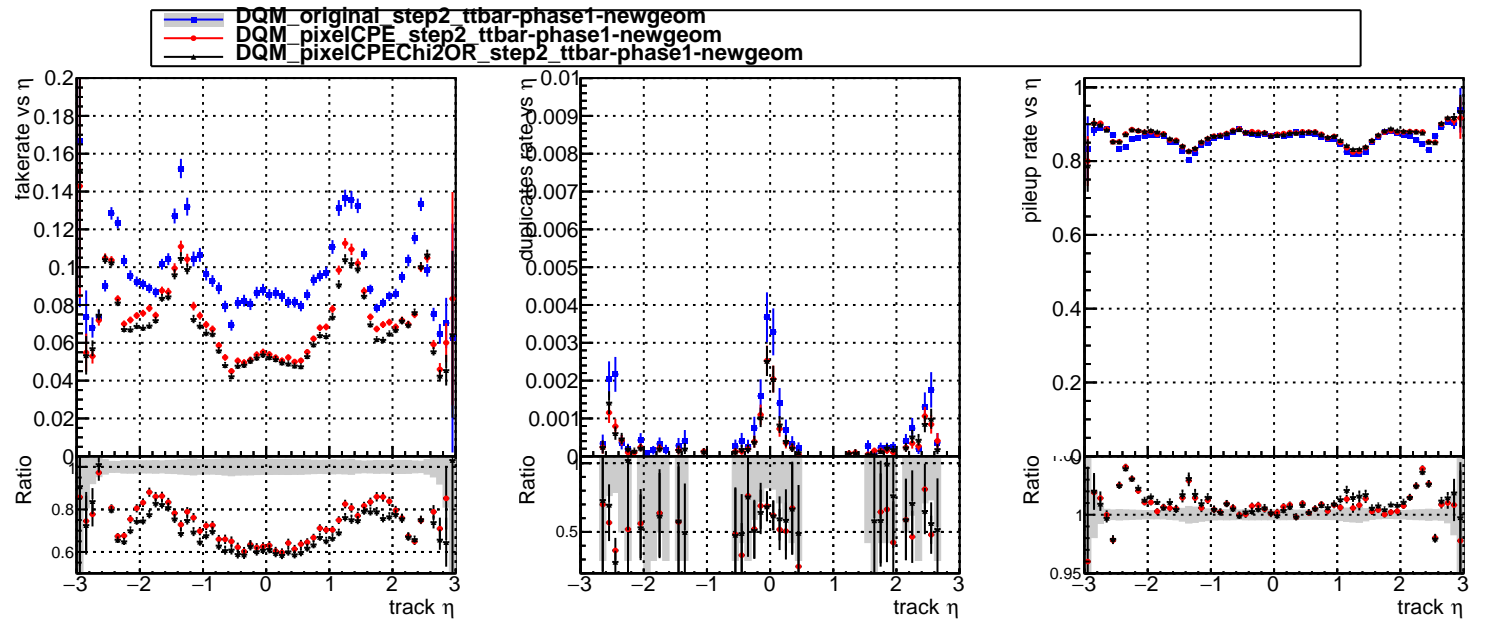 DQM_original_step2_ttbar-phase1-newgeom
DQM_pixelCPE_step2_ttbar-phase1-newgeom
DQM_pixelCPEChi2OR_step2_ttbar-phase1-newgeom
fakerate vs η
0.2
0.18
0.16
0.14
0.12
0.1
0.08
0.06
0.04
0.02
0
Ratio
1
0.8
0.6
−3 −2 −1 0 1 2 3
track η
duplicates rate vs η
0.01
0.009
0.008
0.007
0.006
0.005
0.004
0.003
0.002
0.001
0
Ratio
0.5
−3 −2 −1 0 1 2 3
track η
pileup rate vs η
1
0.8
0.6
0.4
0.2
0
Ratio
1
0.95
−3 −2 −1 0 1 2 3
track η